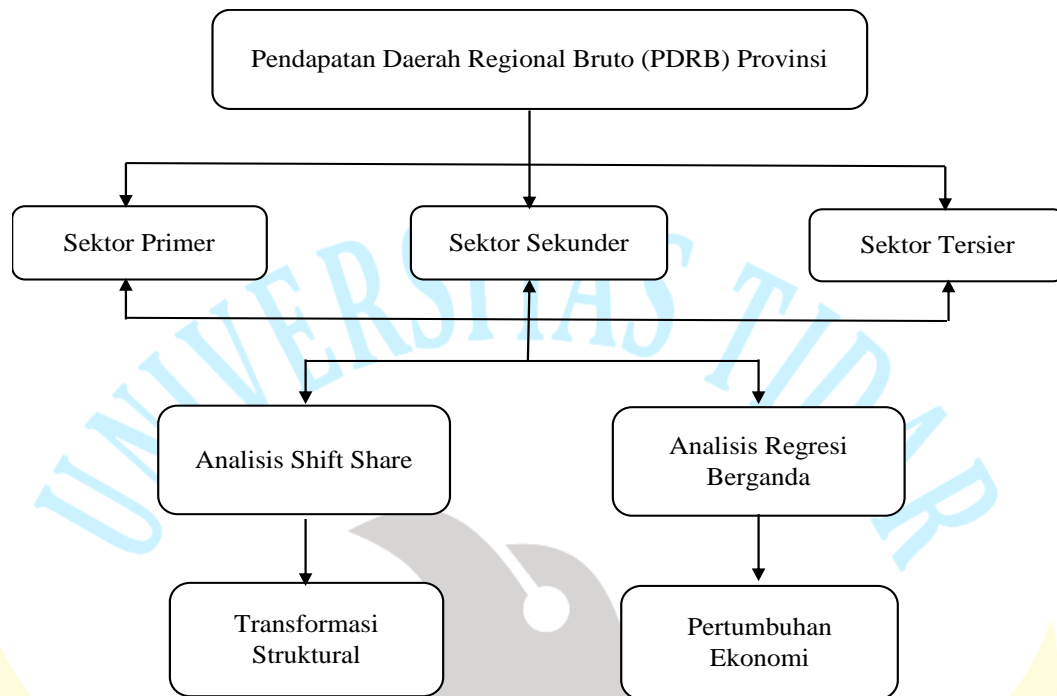 Pendapatan Daerah Regional Bruto (PDRB) Provinsi
Sektor Primer
Sektor Sekunder
Sektor Tersier
UNIVERSITAS TIDAR
Analisis Shift Share
Analisis Regresi
Berganda
Transformasi
Struktural
Pertumbuhan
Ekonomi